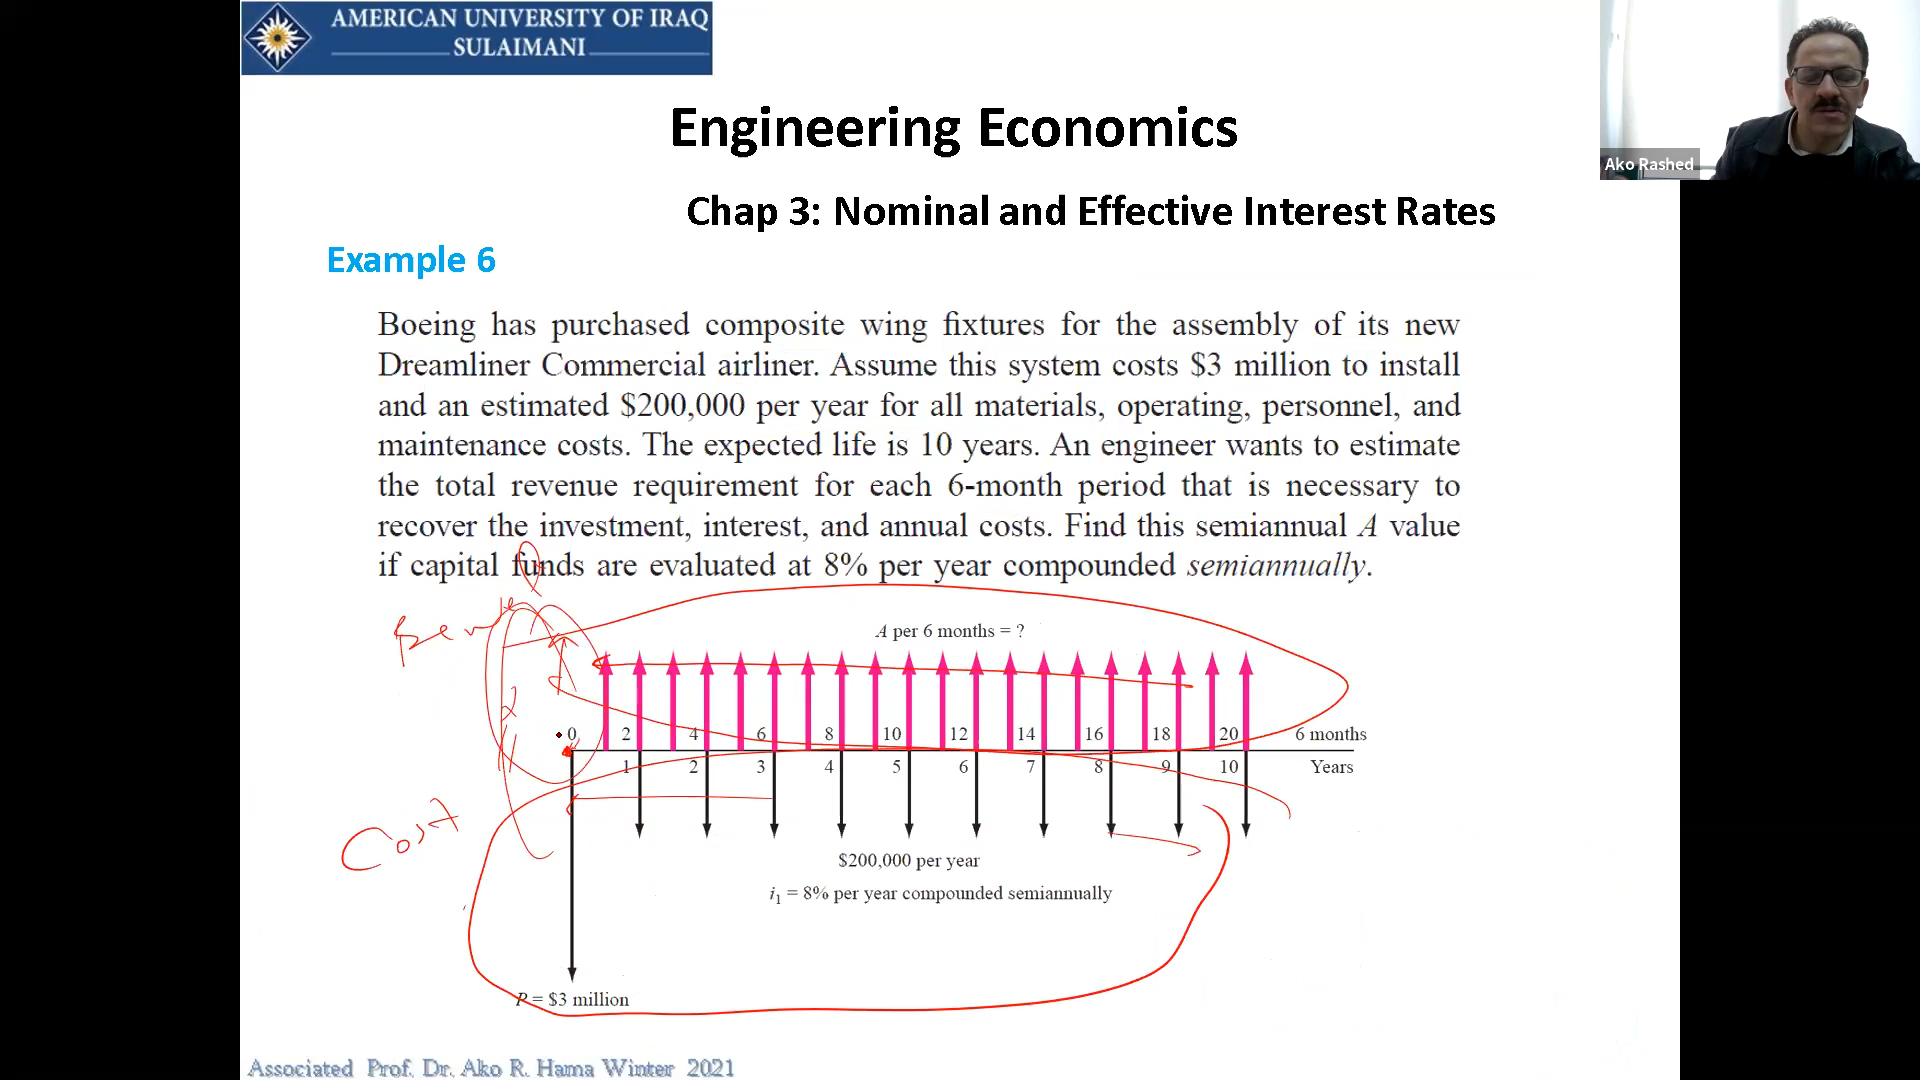 AMERICAN UNIVERSITY OF IRAQ
SULAIMANI
Ako Rashed
Engineering Economics
Chap 3: Nominal and Effective Interest Rates
Example 6
Boeing has purchased composite wing fixtures for the assembly of its new
Dreamliner Commercial airliner. Assume this system costs $3 million to install
and an estimated $200,000 per year for all materials, operating, personnel, and
maintenance costs. The expected life is 10 years. An engineer wants to estimate
the total revenue requirement for each 6-month period that is necessary to
recover the investment, interest, and annual costs. Find this semiannual A value
if capital funds are evaluated at 8% per year compounded semiannually.
A per 6 months = ?
0 2 4 6 8 10 12 14 16 18 20 6 months
1 2 3 4 5 6 7 8 9 10 Years
Cost
$200,000 per year
i1 = 8% per year compounded semiannually
P = $3 million
Associated Prof. Dr. Ako R. Hama Winter 2021